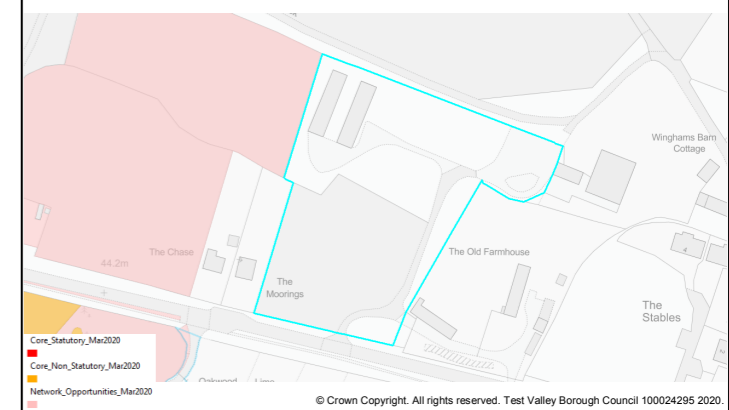 Winghams Barn
Cottage
The Chase
44.2m
The Old Farmhouse
The
Moorings
The
Stables
Core_Statutory_Mar2020
Core_Non_Statutory_Mar2020
Network_Opportunities_Mar2020
Oakwood
Lime
© Crown Copyright. All rights reserved. Test Valley Borough Council 100024295 2020.